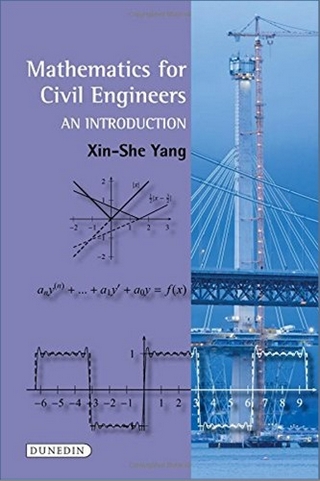 Mathematics for
Civil Engineers
AN INTRODUCTION
Xin-She Yang
2
|x|
½(x − ½)
1
−2 −1 1 2 3
−1
−2
aₙy⁽ⁿ⁾ + ... + a₁y′ + a₀y = f(x)
1
−6 −5 −4 −3 −2 −1 1 2 3 4 5 6 7 8 9
DUNEDIN